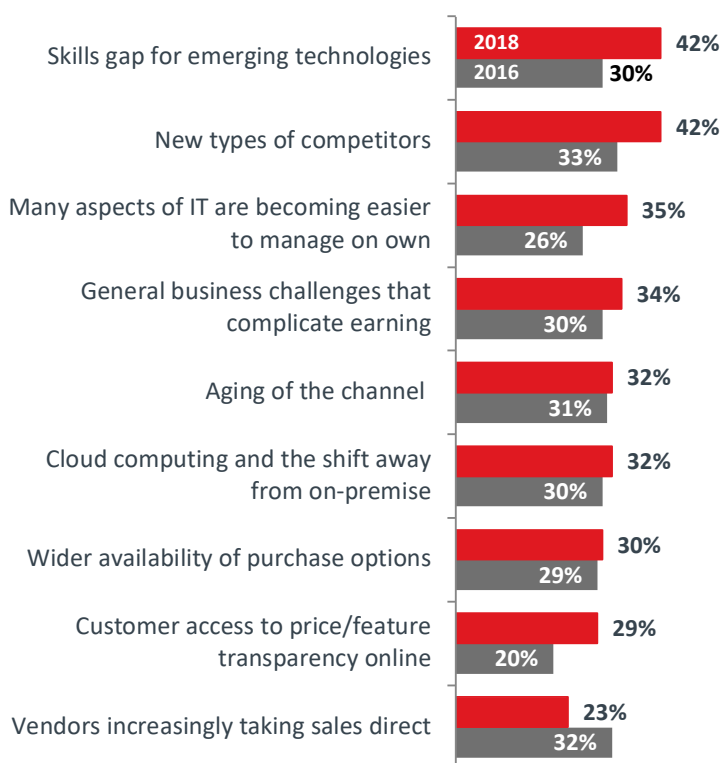 Skills gap for emerging technologies
2018
42%
2016
30%
New types of competitors
42%
33%
Many aspects of IT are becoming easier
to manage on own
35%
26%
General business challenges that
complicate earning
34%
30%
Aging of the channel
32%
31%
Cloud computing and the shift away
from on-premise
32%
30%
Wider availability of purchase options
30%
29%
Customer access to price/feature
transparency online
29%
20%
Vendors increasingly taking sales direct
23%
32%